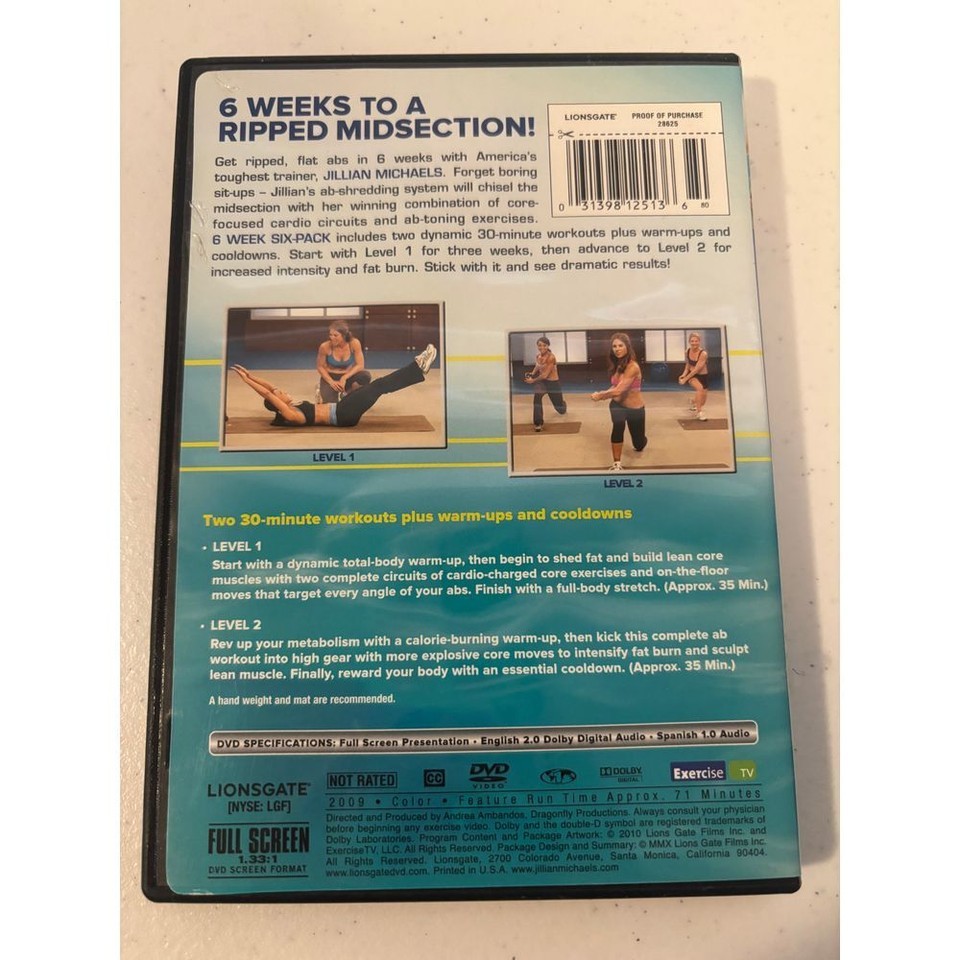 6 WEEKS TO A
RIPPED MIDSECTION!
LIONSGATE® PROOF OF PURCHASE
28625
0 31398 12513 6 80
Get ripped, flat abs in 6 weeks with America's
toughest trainer, JILLIAN MICHAELS. Forget boring
sit-ups – Jillian's ab-shredding system will chisel the
midsection with her winning combination of core-
focused cardio circuits and ab-toning exercises.
6 WEEK SIX-PACK includes two dynamic 30-minute workouts plus warm-ups and
cooldowns. Start with Level 1 for three weeks, then advance to Level 2 for
increased intensity and fat burn. Stick with it and see dramatic results!
LEVEL 1
LEVEL 2
Two 30-minute workouts plus warm-ups and cooldowns
• LEVEL 1
Start with a dynamic total-body warm-up, then begin to shed fat and build lean core
muscles with two complete circuits of cardio-charged core exercises and on-the-floor
moves that target every angle of your abs. Finish with a full-body stretch. (Approx. 35 Min.)
• LEVEL 2
Rev up your metabolism with a calorie-burning warm-up, then kick this complete ab
workout into high gear with more explosive core moves to intensify fat burn and sculpt
lean muscle. Finally, reward your body with an essential cooldown. (Approx. 35 Min.)
A hand weight and mat are recommended.
DVD SPECIFICATIONS: Full Screen Presentation • English 2.0 Dolby Digital Audio • Spanish 1.0 Audio
LIONSGATE®
[NYSE: LGF]
NOT RATED CC DVD VIDEO DOLBY DIGITAL Exercise TV
2009 • Color • Feature Run Time Approx. 71 Minutes
FULL SCREEN
1.33:1
DVD SCREEN FORMAT
Directed and Produced by Andrea Ambandos, Dragonfly Productions. Always consult your physician
before beginning any exercise video. Dolby and the double-D symbol are registered trademarks of
Dolby Laboratories. Program Content and Package Artwork: © 2010 Lions Gate Films Inc. and
ExerciseTV, LLC. All Rights Reserved. Package Design and Summary: © MMX Lions Gate Films Inc.
All Rights Reserved. Lionsgate, 2700 Colorado Avenue, Santa Monica, California 90404.
www.lionsgatedvd.com. Printed in U.S.A. www.jillianmichaels.com